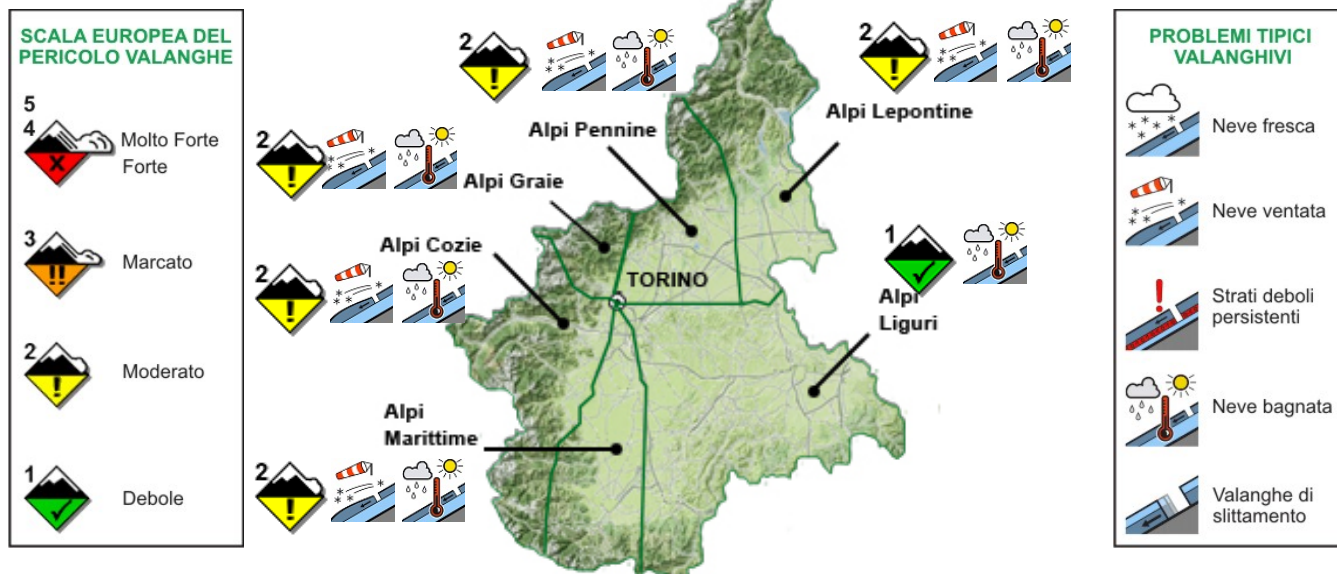 SCALA EUROPEA DEL
PERICOLO VALANGHE
5
4
Molto Forte
Forte
3
Marcato
2
Moderato
1
Debole
2
Alpi Pennine
2
Alpi Lepontine
2
Alpi Graie
2
Alpi Cozie
TORINO
1
Alpi
Liguri
2
Alpi
Marittime
PROBLEMI TIPICI
VALANGHIVI
Neve fresca
Neve ventata
Strati deboli
persistenti
Neve bagnata
Valanghe di
slittamento